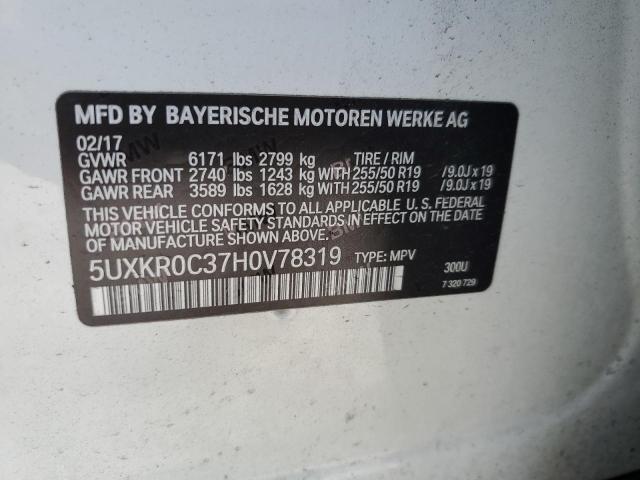 MFD BY BAYERISCHE MOTOREN WERKE AG
02/17
GVWR 6171 lbs 2799 kg TIRE / RIM
GAWR FRONT 2740 lbs 1243 kg WITH 255/50 R19 /9.0J x 19
GAWR REAR 3589 lbs 1628 kg WITH 255/50 R19 /9.0J x 19
THIS VEHICLE CONFORMS TO ALL APPLICABLE U. S. FEDERAL
MOTOR VEHICLE SAFETY STANDARDS IN EFFECT ON THE DATE OF
MANUFACTURE SHOWN ABOVE.
5UXKR0C37H0V78319 TYPE: MPV 300U
7 320 729